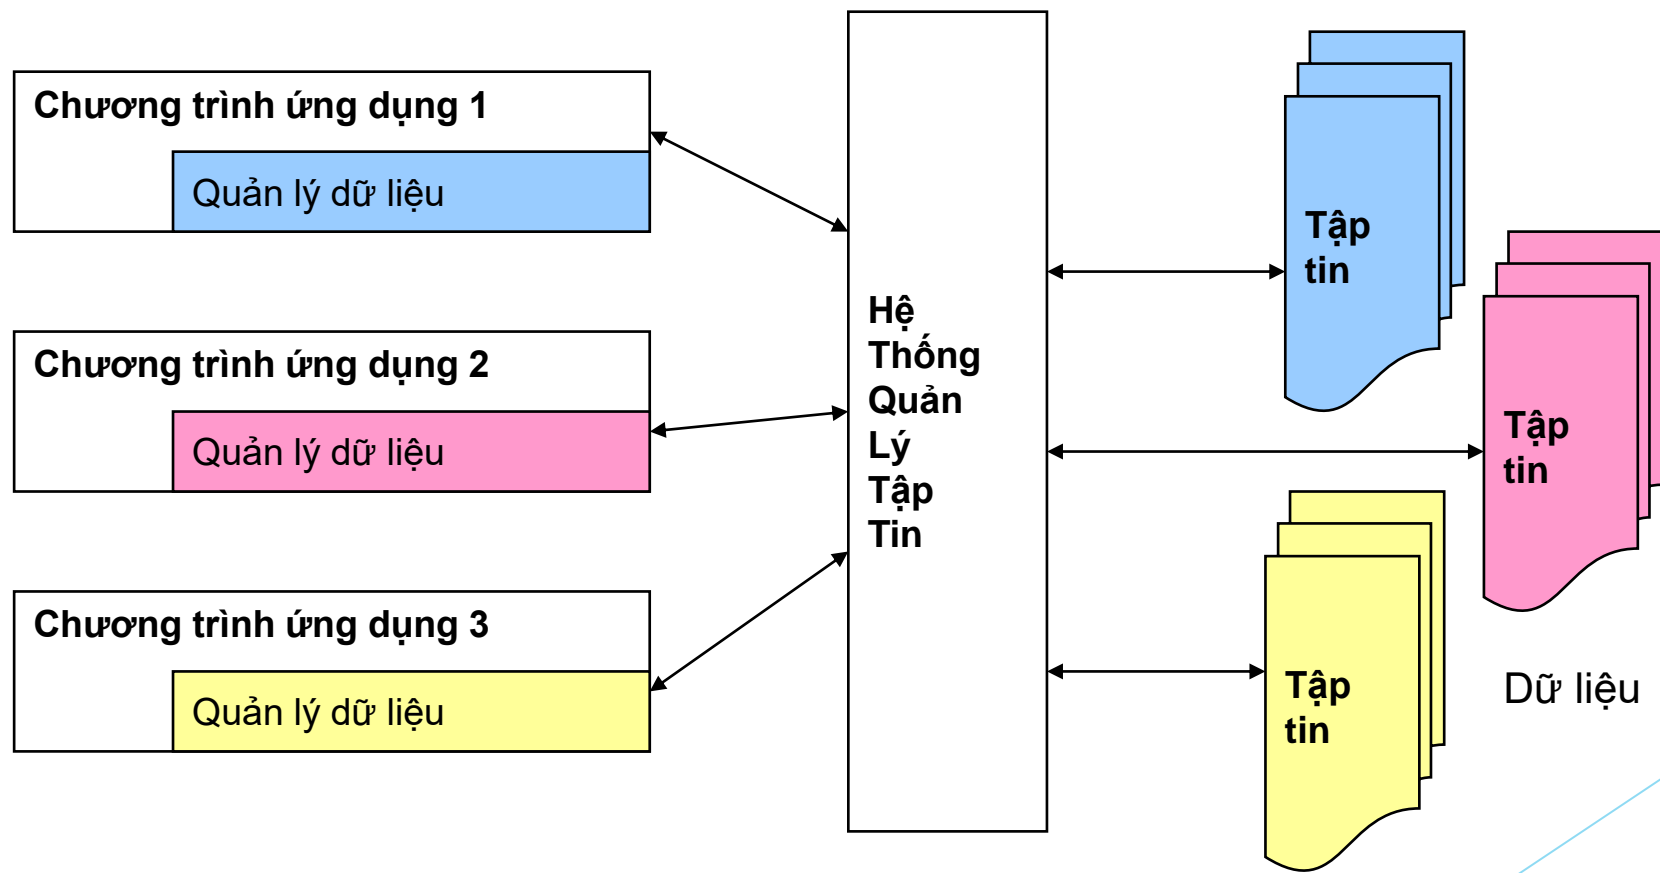 Chương trình ứng dụng 1
Quản lý dữ liệu
Chương trình ứng dụng 2
Quản lý dữ liệu
Chương trình ứng dụng 3
Quản lý dữ liệu
Hệ
Thống
Quản
Lý
Tập
Tin
Tập
tin
Tập
tin
Tập
tin
Dữ liệu